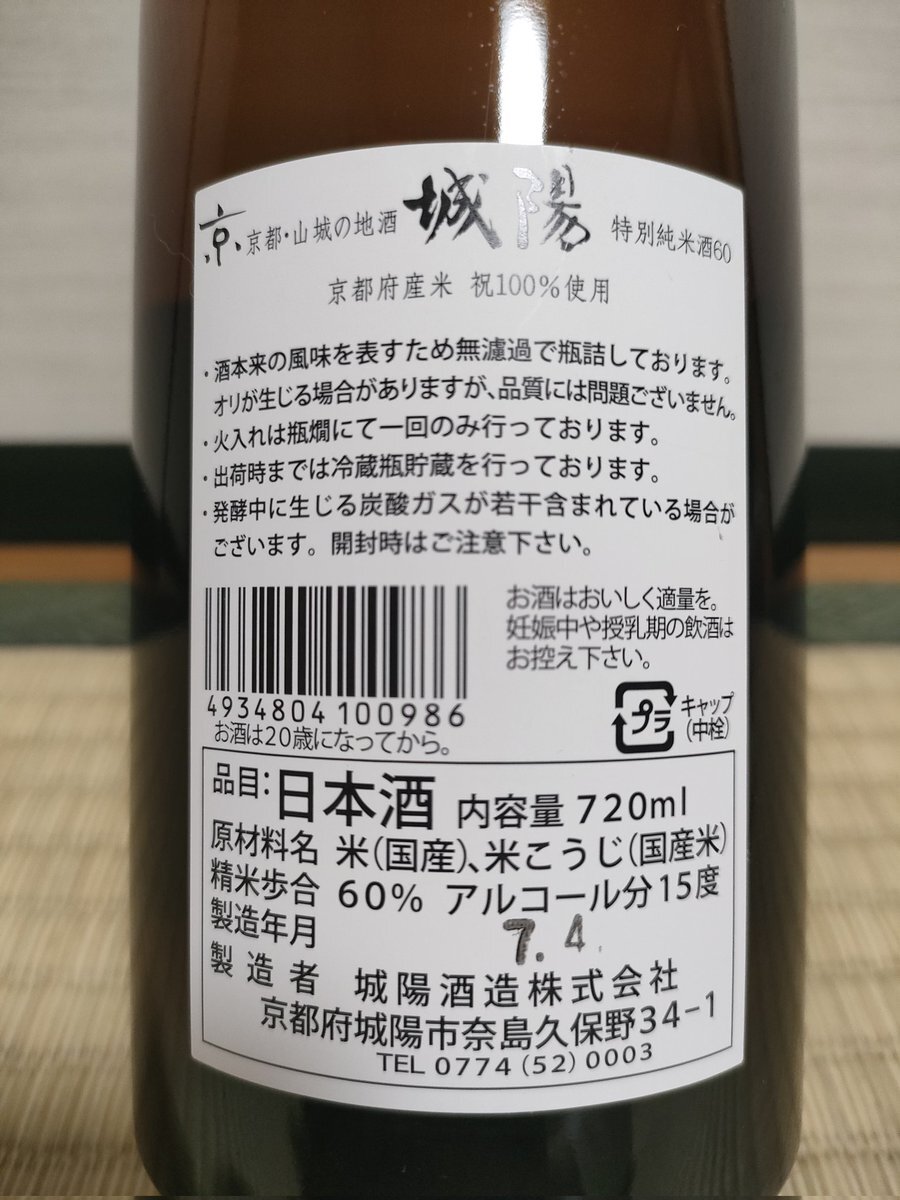 京 京都・山城の地酒 城陽 特別純米酒60
京都府産米 祝100%使用
・酒本来の風味を表すため無濾過で瓶詰しております。
オリが生じる場合がありますが、品質には問題ございません。
・火入れは瓶燗にて一回のみ行っております。
・出荷時までは冷蔵瓶貯蔵を行っております。
・発酵中に生じる炭酸ガスが若干含まれている場合が
ございます。開封時はご注意下さい。
4934804100986
お酒は20歳になってから。
お酒はおいしく適量を。
妊娠中や授乳期の飲酒は
お控え下さい。
プラ
キャップ
(中栓)
品目:日本酒 内容量 720ml
原材料名 米(国産)、米こうじ(国産米)
精米歩合 60% アルコール分15度
製造年月 7.4.
製造者 城陽酒造株式会社
京都府城陽市奈島久保野34-1
TEL 0774(52)0003